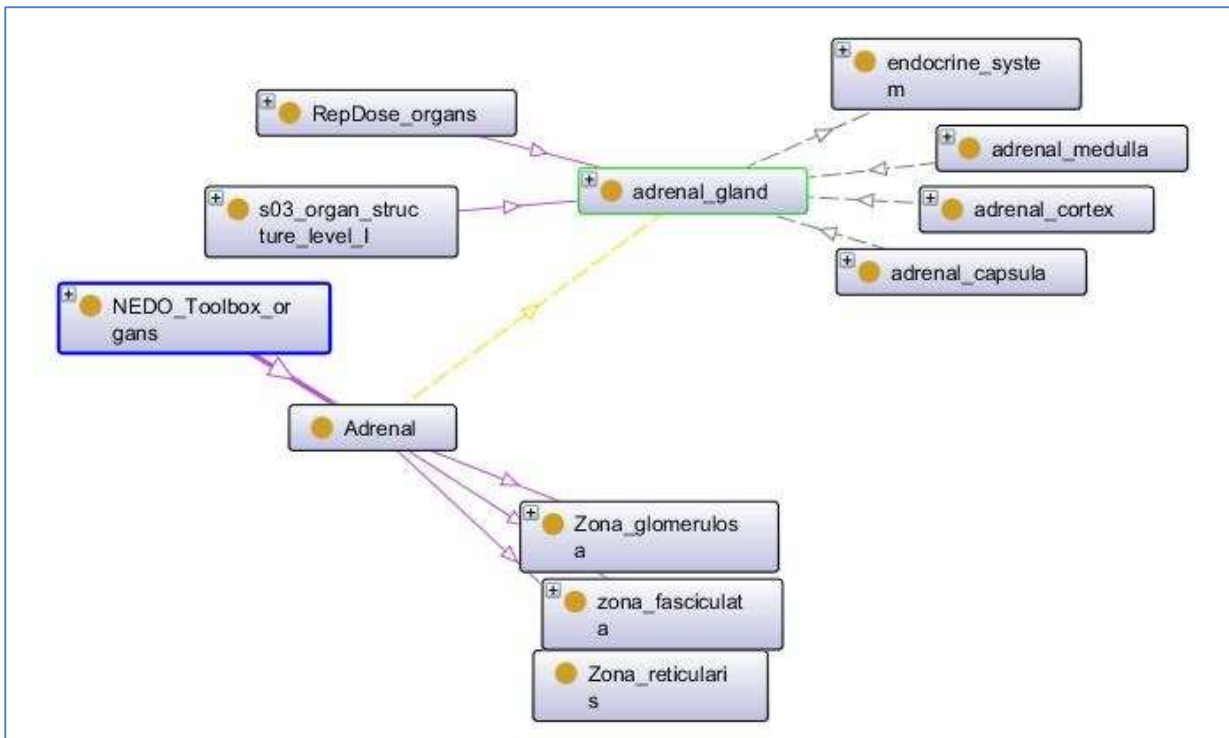 endocrine_syste
m
RepDose_organs
adrenal_medulla
adrenal_gland
s03_organ_struc
ture_level_I
adrenal_cortex
adrenal_capsula
NEDO_Toolbox_or
gans
Adrenal
Zona_glomerulos
a
zona_fasciculat
a
Zona_reticulari
s